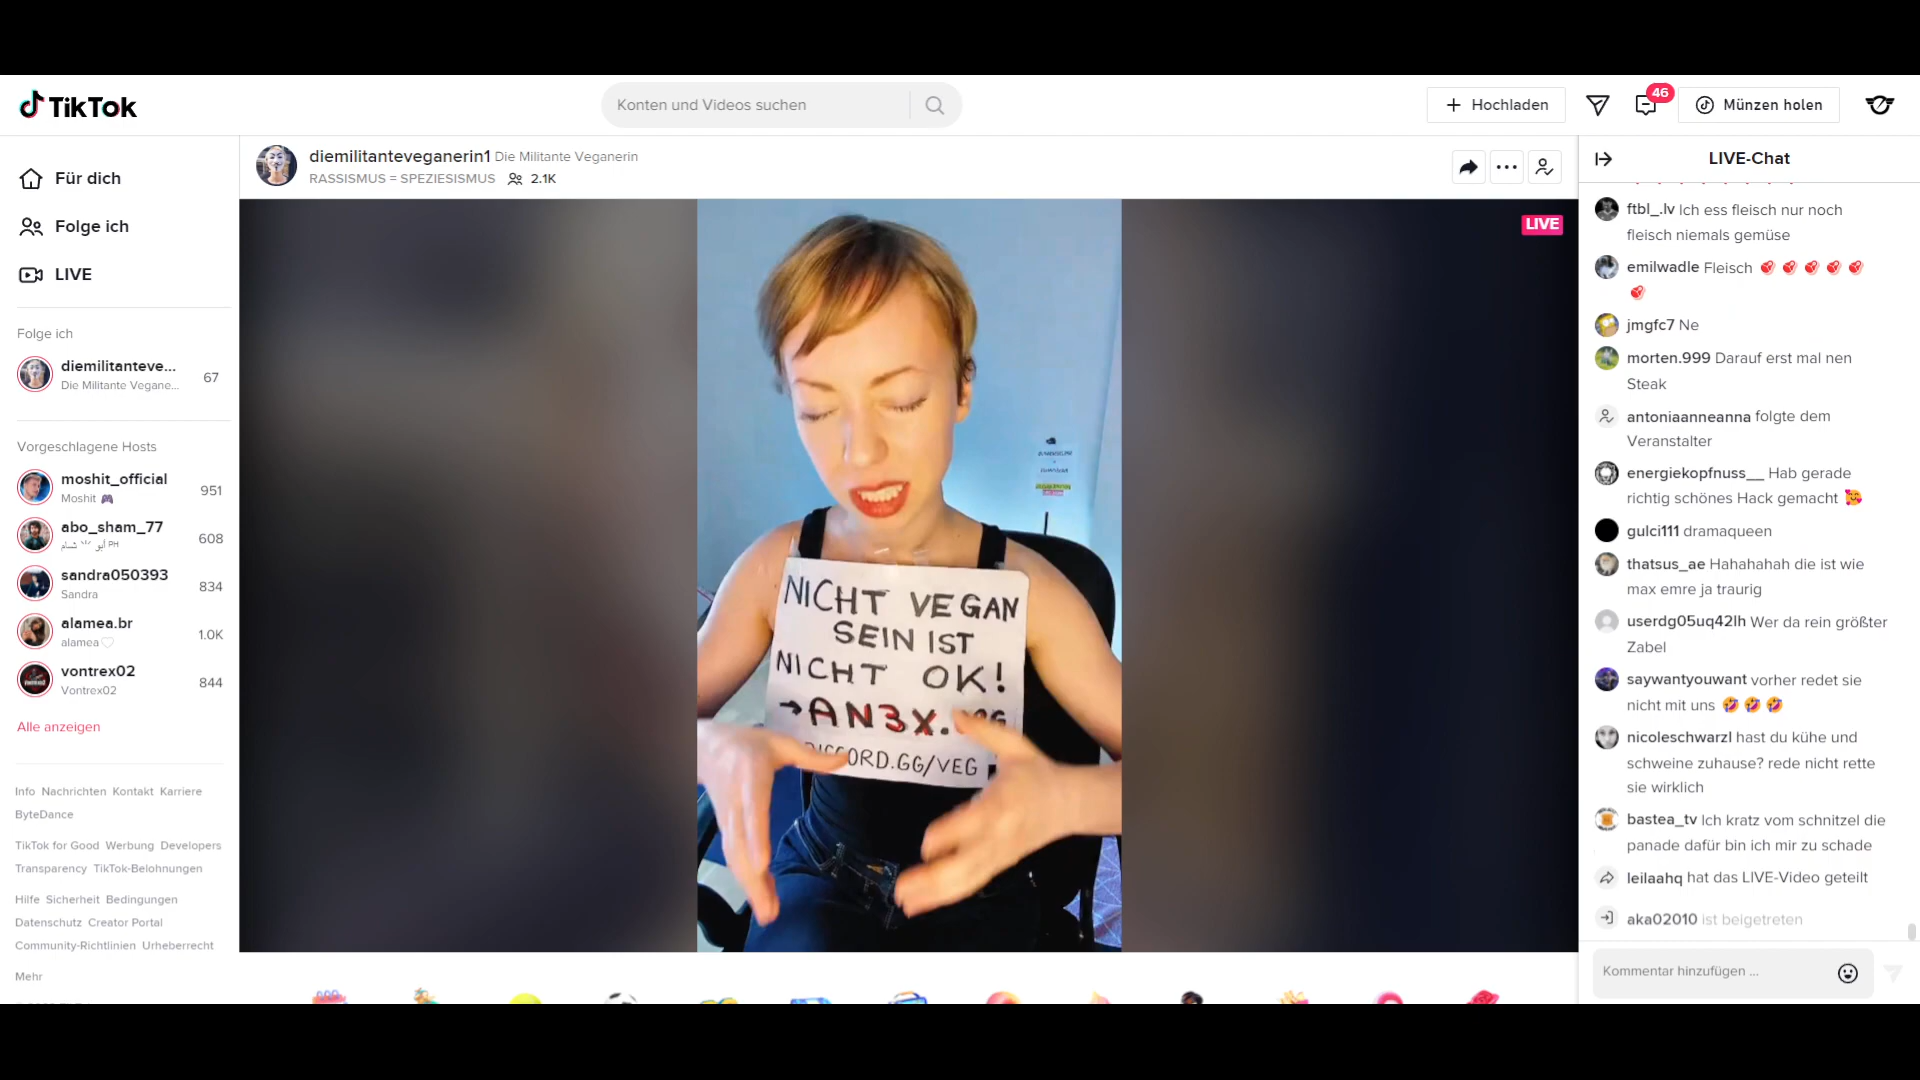 TikTok
Konten und Videos suchen
Hochladen
46
Münzen holen
Für dich
Folge ich
LIVE
Folge ich
diemilitanteve...
Die Militante Vegane...
67
Vorgeschlagene Hosts
moshit_official
Moshit
951
abo_sham_77
608
sandra050393
Sandra
834
alamea.br
alamea
1.0K
vontrex02
Vontrex02
844
Alle anzeigen
Info Nachrichten Kontakt Karriere
ByteDance
TikTok for Good Werbung Developers
Transparency TikTok-Belohnungen
Hilfe Sicherheit Bedingungen
Datenschutz Creator Portal
Community-Richtlinien Urheberrecht
Mehr
diemilitanteveganerin1 Die Militante Veganerin
RASSISMUS = SPEZIESISMUS 2.1K
LIVE
NICHT VEGAN
SEIN IST
NICHT OK!
→AN3X.
ORD.GG/VEG
LIVE-Chat
ftbl_.lv Ich ess fleisch nur noch
fleisch niemals gemüse
emilwadle Fleisch 🥩 🥩 🥩 🥩 🥩
🥩
jmgfc7 Ne
morten.999 Darauf erst mal nen
Steak
antoniaanneanna folgte dem
Veranstalter
energiekopfnuss__ Hab gerade
richtig schönes Hack gemacht 🥰
gulci111 dramaqueen
thatsus_ae Hahahahah die ist wie
max emre ja traurig
userdg05uq42lh Wer da rein größter
Zabel
saywantyouwant vorher redet sie
nicht mit uns 🤣 🤣 🤣
nicoleschwarzl hast du kühe und
schweine zuhause? rede nicht rette
sie wirklich
bastea_tv Ich kratz vom schnitzel die
panade dafür bin ich mir zu schade
leilaahq hat das LIVE-Video geteilt
aka02010 ist beigetreten
Kommentar hinzufügen ...